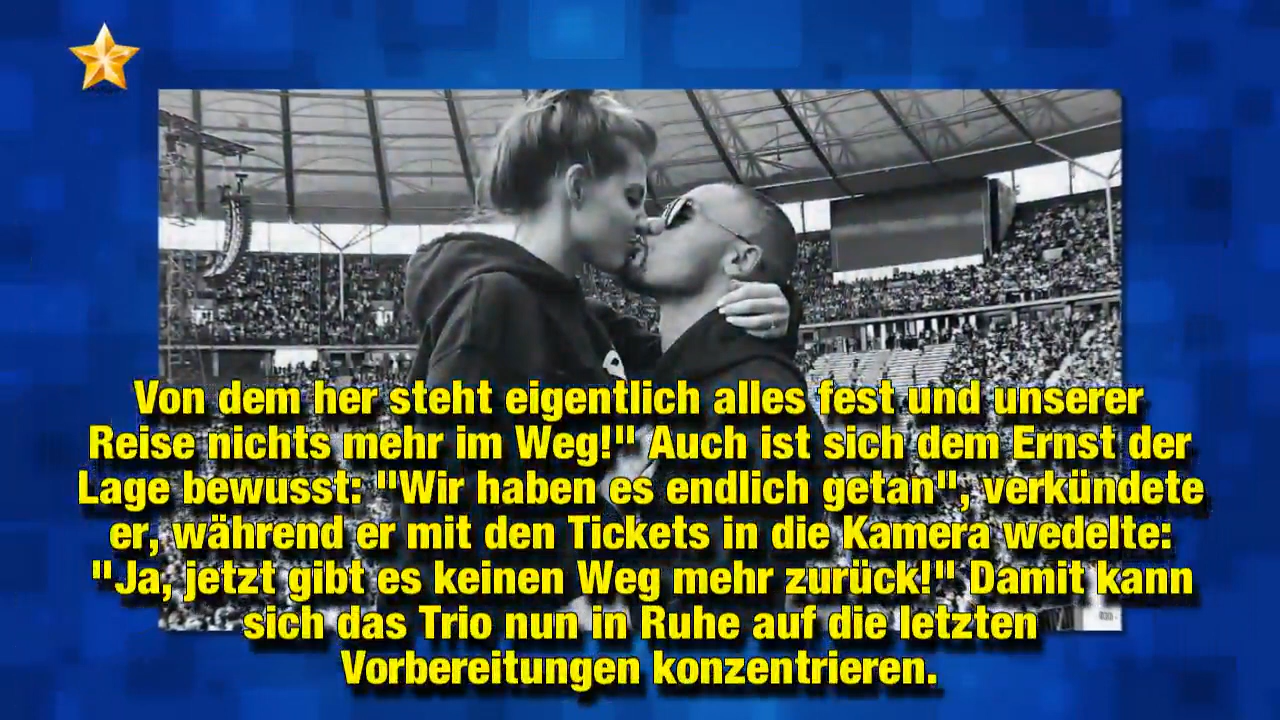 Von dem her steht eigentlich alles fest und unserer
Reise nichts mehr im Weg!" Auch ist sich dem Ernst der
Lage bewusst: "Wir haben es endlich getan", verkündete
er, während er mit den Tickets in die Kamera wedelte:
"Ja, jetzt gibt es keinen Weg mehr zurück!" Damit kann
sich das Trio nun in Ruhe auf die letzten
Vorbereitungen konzentrieren.